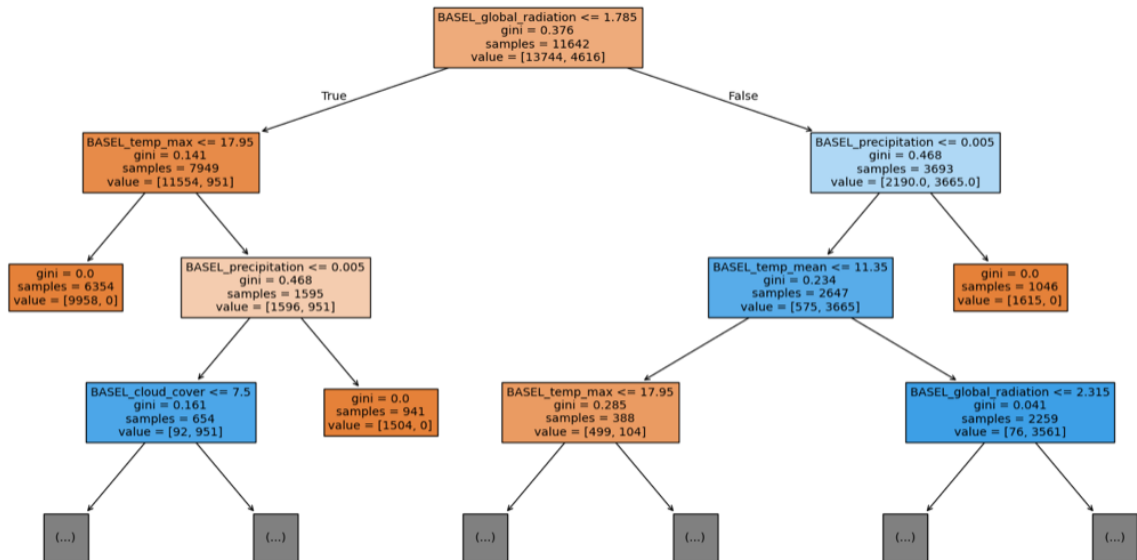 BASEL_global_radiation <= 1.785
gini = 0.376
samples = 11642
value = [13744, 4616]
True
False
BASEL_temp_max <= 17.95
gini = 0.141
samples = 7949
value = [11554, 951]
BASEL_precipitation <= 0.005
gini = 0.468
samples = 3693
value = [2190.0, 3665.0]
gini = 0.0
samples = 6354
value = [9958, 0]
BASEL_precipitation <= 0.005
gini = 0.468
samples = 1595
value = [1596, 951]
BASEL_temp_mean <= 11.35
gini = 0.234
samples = 2647
value = [575, 3665]
gini = 0.0
samples = 1046
value = [1615, 0]
BASEL_cloud_cover <= 7.5
gini = 0.161
samples = 654
value = [92, 951]
gini = 0.0
samples = 941
value = [1504, 0]
BASEL_temp_max <= 17.95
gini = 0.285
samples = 388
value = [499, 104]
BASEL_global_radiation <= 2.315
gini = 0.041
samples = 2259
value = [76, 3561]
(...)
(...)
(...)
(...)
(...)
(...)